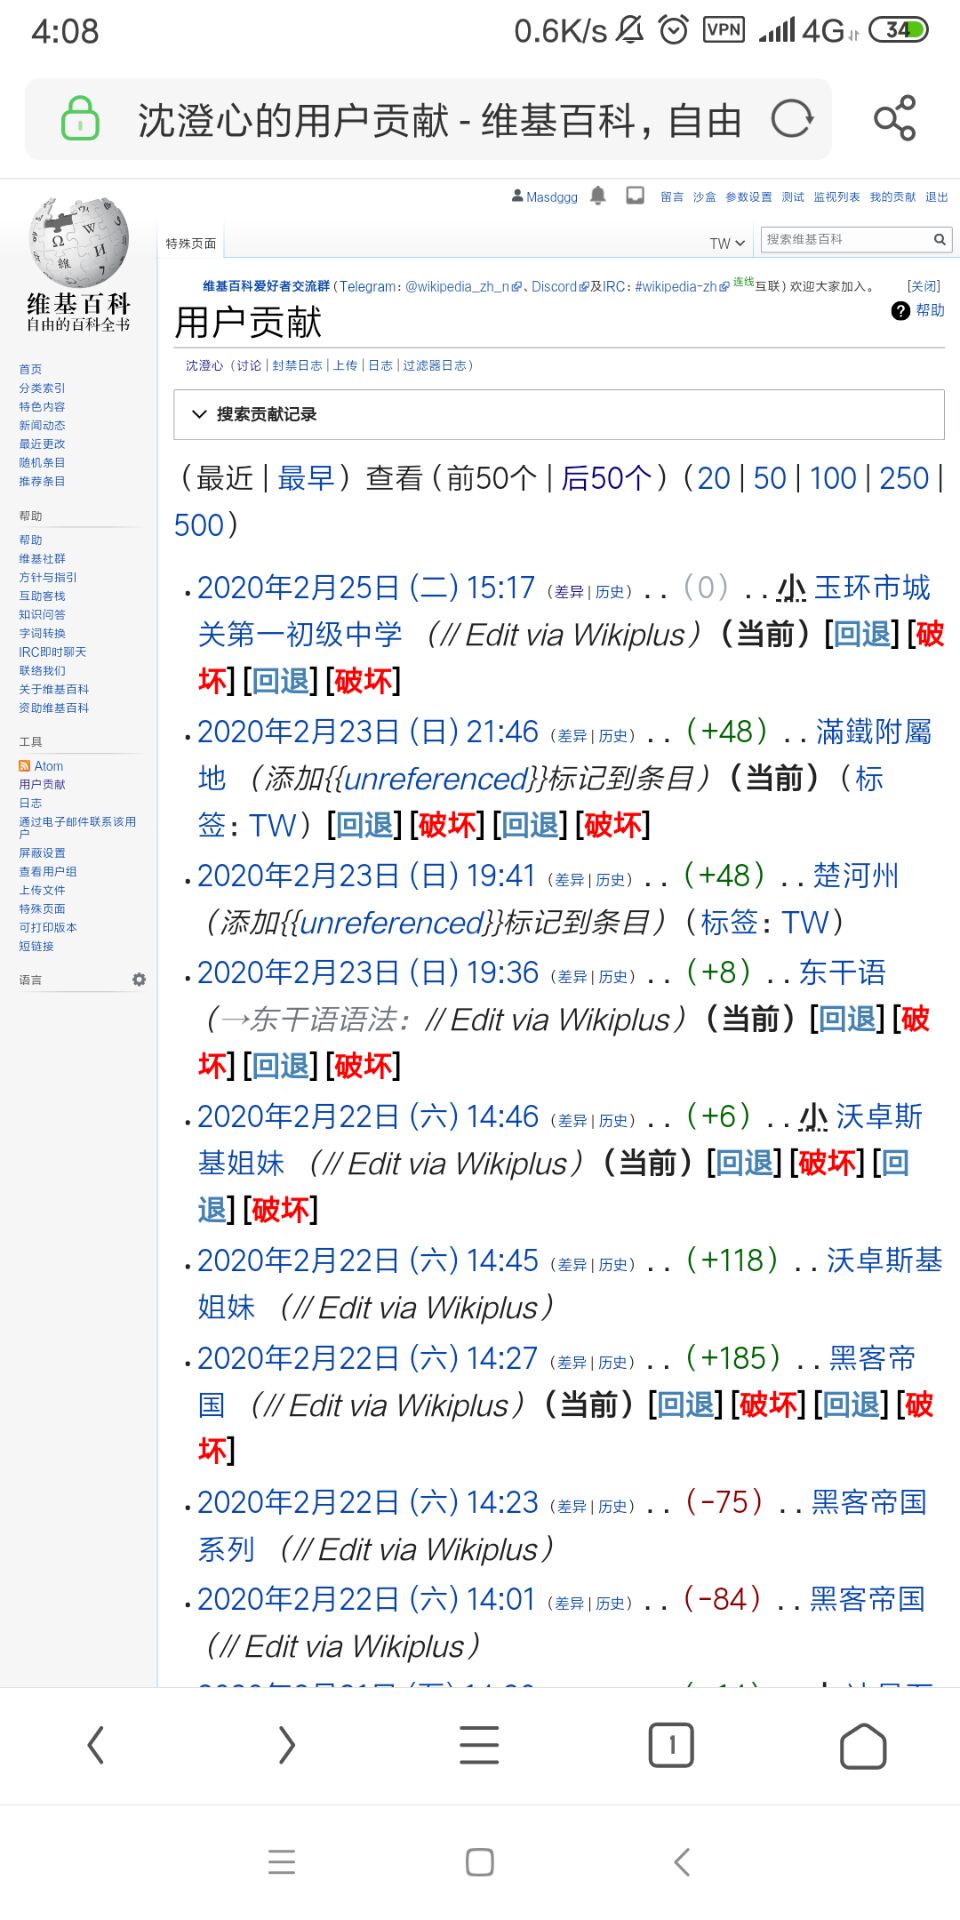 4:08
0.6K/s VPN 4G 34
沈澄心的用户贡献 - 维基百科，自由
Masdggg 留言 沙盒 参数设置 测试 监视列表 我的贡献 退出
特殊页面 TW 搜索维基百科
维基百科
自由的百科全书
维基百科爱好者交流群（Telegram：@wikipedia_zh_n、Discord及IRC：#wikipedia-zh 连线互联）欢迎大家加入。 [关闭]
用户贡献
帮助
沈澄心（讨论 | 封禁日志 | 上传 | 日志 | 过滤器日志）
搜索贡献记录
首页
分类索引
特色内容
新闻动态
最近更改
随机条目
推荐条目
帮助
帮助
维基社群
方针与指引
互助客栈
知识问答
字词转换
IRC即时聊天
联络我们
关于维基百科
资助维基百科
工具
Atom
用户贡献
日志
通过电子邮件联系该用
户
屏蔽设置
查看用户组
上传文件
特殊页面
可打印版本
短链接
语言
（最近 | 最早）查看（前50个 | 后50个）（20 | 50 | 100 | 250 |
500）
2020年2月25日 (二) 15:17（差异 | 历史）. .（0）. . 小 玉环市城
关第一初级中学 （// Edit via Wikiplus）（当前）[回退] [破
坏] [回退] [破坏]
2020年2月23日 (日) 21:46（差异 | 历史）. .（+48）. . 滿鐵附屬
地 （添加{{unreferenced}}标记到条目）（当前）（标
签：TW）[回退] [破坏] [回退] [破坏]
2020年2月23日 (日) 19:41（差异 | 历史）. .（+48）. . 楚河州
（添加{{unreferenced}}标记到条目）（标签：TW）
2020年2月23日 (日) 19:36（差异 | 历史）. .（+8）. . 东干语
（→东干语语法：// Edit via Wikiplus）（当前）[回退] [破
坏] [回退] [破坏]
2020年2月22日 (六) 14:46（差异 | 历史）. .（+6）. . 小 沃卓斯
基姐妹 （// Edit via Wikiplus）（当前）[回退] [破坏] [回
退] [破坏]
2020年2月22日 (六) 14:45（差异 | 历史）. .（+118）. . 沃卓斯基
姐妹 （// Edit via Wikiplus）
2020年2月22日 (六) 14:27（差异 | 历史）. .（+185）. . 黑客帝
国 （// Edit via Wikiplus）（当前）[回退] [破坏] [回退] [破
坏]
2020年2月22日 (六) 14:23（差异 | 历史）. .（-75）. . 黑客帝国
系列 （// Edit via Wikiplus）
2020年2月22日 (六) 14:01（差异 | 历史）. .（-84）. . 黑客帝国
（// Edit via Wikiplus）
1